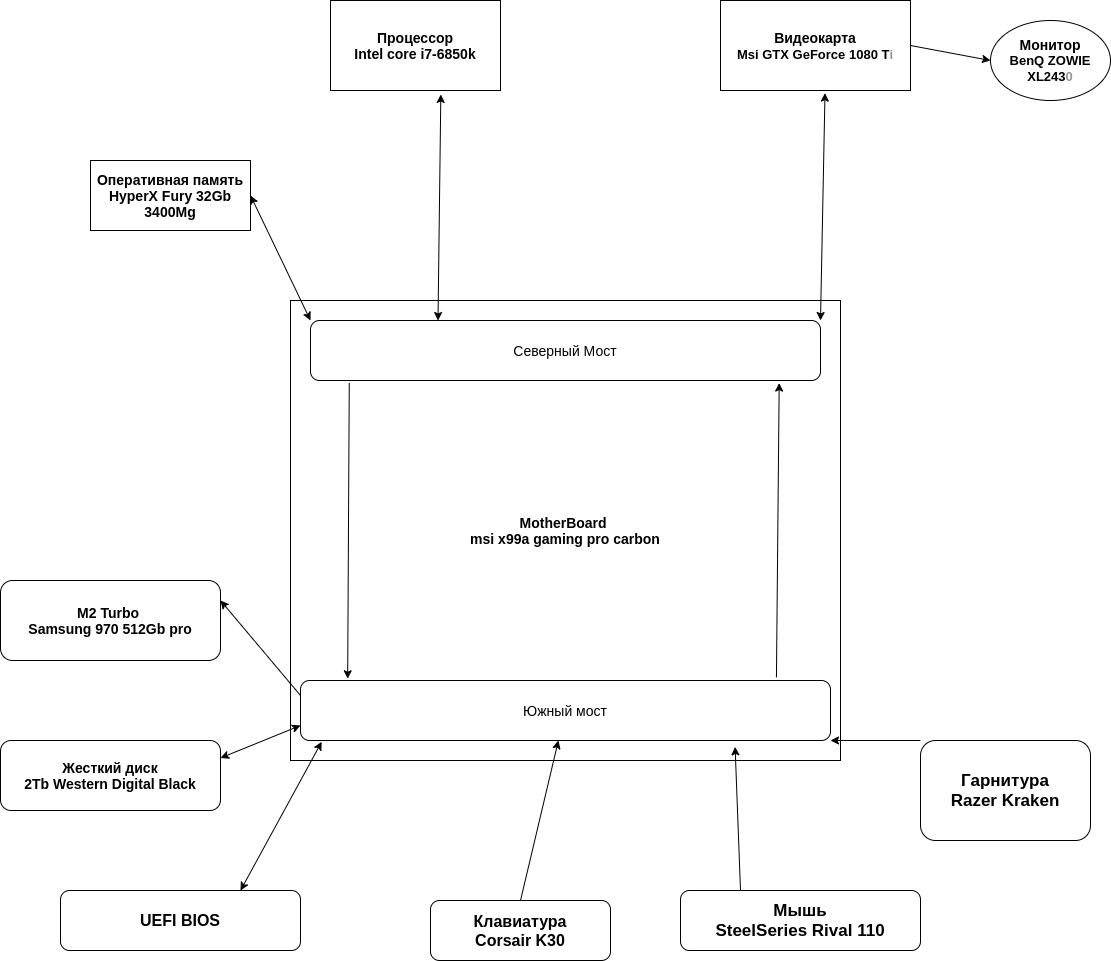 Процессор
Intel core i7-6850k
Видеокарта
Msi GTX GeForce 1080 Ti
Монитор
BenQ ZOWIE
XL2430
Оперативная память
HyperX Fury 32Gb
3400Mg
Северный Мост
MotherBoard
msi x99a gaming pro carbon
M2 Turbo
Samsung 970 512Gb pro
Южный мост
Жесткий диск
2Tb Western Digital Black
Гарнитура
Razer Kraken
UEFI BIOS
Клавиатура
Corsair K30
Мышь
SteelSeries Rival 110